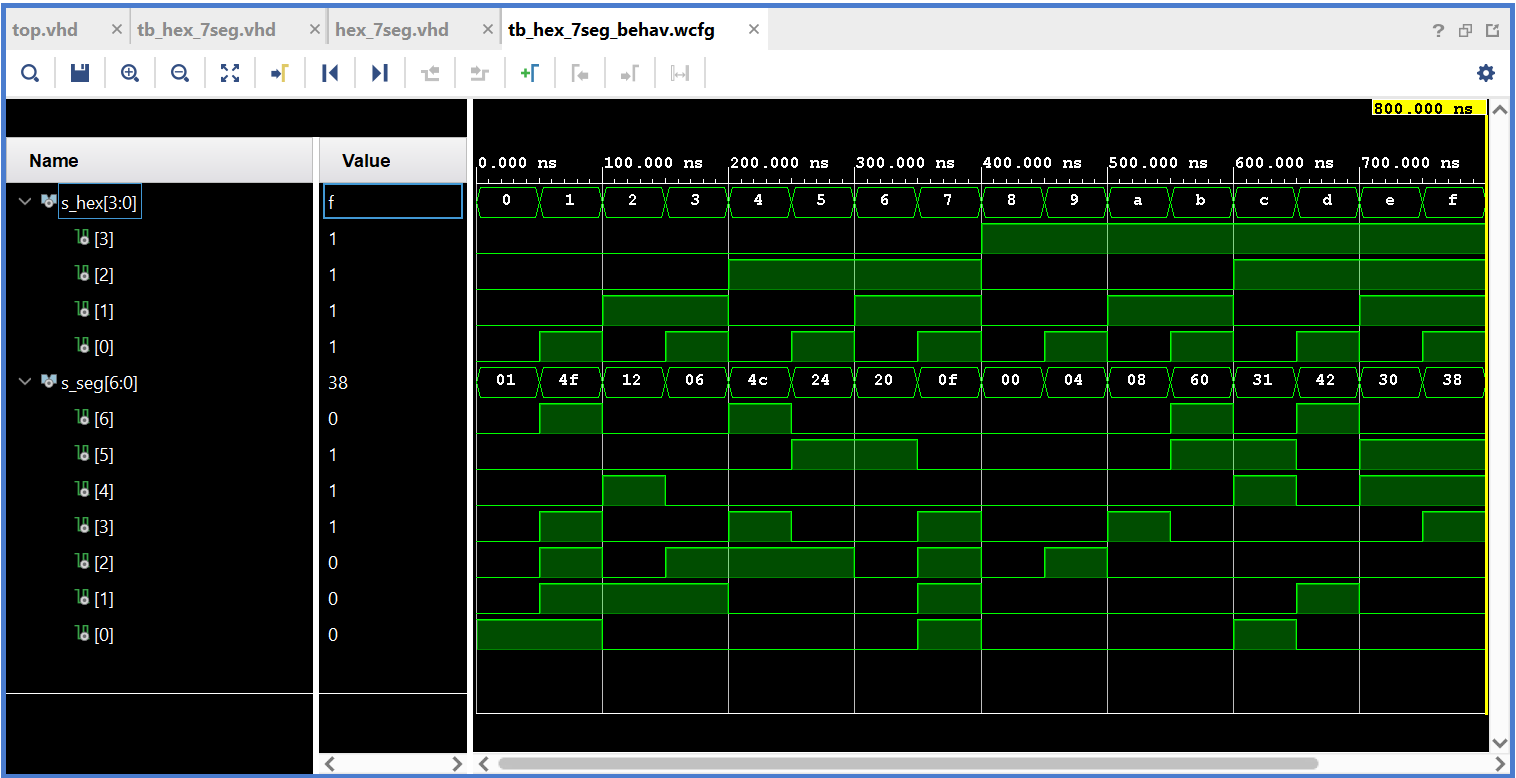 top.vhd tb_hex_7seg.vhd hex_7seg.vhd tb_hex_7seg_behav.wcfg
?
800.000 ns
Name Value 0.000 ns 100.000 ns 200.000 ns 300.000 ns 400.000 ns 500.000 ns 600.000 ns 700.000 ns
s_hex[3:0] f 0 1 2 3 4 5 6 7 8 9 a b c d e f
[3] 1
[2] 1
[1] 1
[0] 1
s_seg[6:0] 38 01 4f 12 06 4c 24 20 0f 00 04 08 60 31 42 30 38
[6] 0
[5] 1
[4] 1
[3] 1
[2] 0
[1] 0
[0] 0